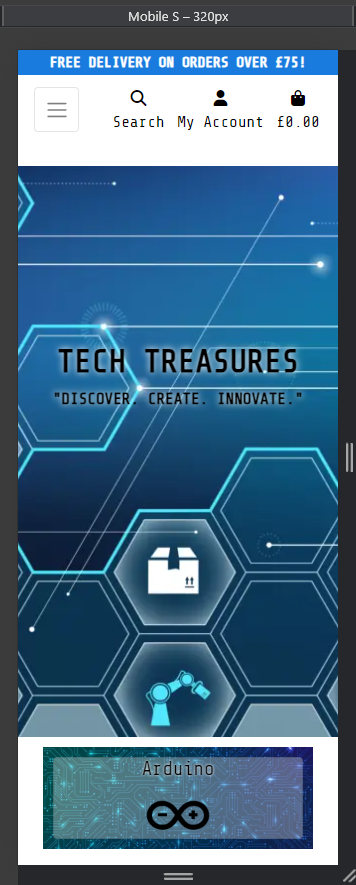 Mobile S – 320px
FREE DELIVERY ON ORDERS OVER £75!
Search My Account £0.00
TECH TREASURES
"DISCOVER. CREATE. INNOVATE."
Arduino